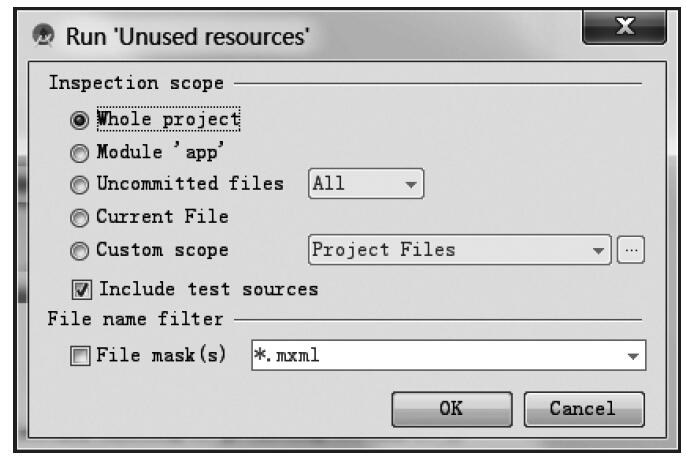 Run 'Unused resources'
X
Inspection scope
Whole project
Module 'app'
Uncommitted files All
Current File
Custom scope Project Files ...
Include test sources
File name filter
File mask(s) *.mxml
OK Cancel